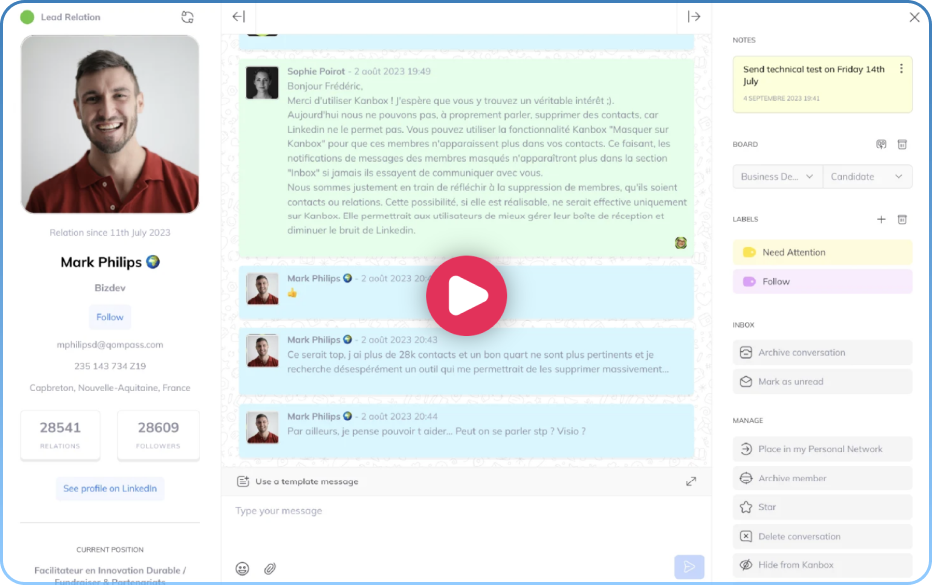 Lead Relation
Relation since 11th July 2023
Mark Philips
Bizdev
Follow
mphilipsd@qompass.com
235 143 734 Z19
Capbreton, Nouvelle-Aquitaine, France
28541
RELATIONS
28609
FOLLOWERS
See profile on LinkedIn
CURRENT POSITION
Facilitateur en Innovation Durable /
Fundraiser & Partenariats
Sophie Poirot - 2 août 2023 19:49
Bonjour Frédéric,
Merci d'utiliser Kanbox ! J'espère que vous y trouvez un véritable intérêt ;).
Aujourd'hui nous ne pouvons pas, à proprement parler, supprimer des contacts, car
Linkedin ne le permet pas. Vous pouvez utiliser la fonctionnalité Kanbox "Masquer sur
Kanbox" pour que ces membres n'apparaissent plus dans vos contacts. Ce faisant, les
notifications de messages des membres masqués n'apparaîtront plus dans la section
"Inbox" si jamais ils essayent de communiquer avec vous.
Nous sommes justement en train de réfléchir à la suppression de membres, qu'ils soient
contacts ou relations. Cette possibilité, si elle est réalisable, ne serait effective uniquement
sur Kanbox. Elle permettrait aux utilisateurs de mieux gérer leur boîte de réception et
diminuer le bruit de Linkedin.
Mark Philips - 2 août 2023
👍
Mark Philips - 2 août 2023 20:43
Ce serait top, j ai plus de 28k contacts et un bon quart ne sont plus pertinents et je
recherche désespérément un outil qui me permettrait de les supprimer massivement...
Mark Philips - 2 août 2023 20:44
Par ailleurs, je pense pouvoir t aider... Peut on se parler stp ? Visio ?
Use a template message
Type your message
NOTES
Send technical test on Friday 14th
July
4 SEPTEMBRE 2023 19:41
BOARD
Business De...
Candidate
LABELS
Need Attention
Follow
INBOX
Archive conversation
Mark as unread
MANAGE
Place in my Personal Network
Archive member
Star
Delete conversation
Hide from Kanbox